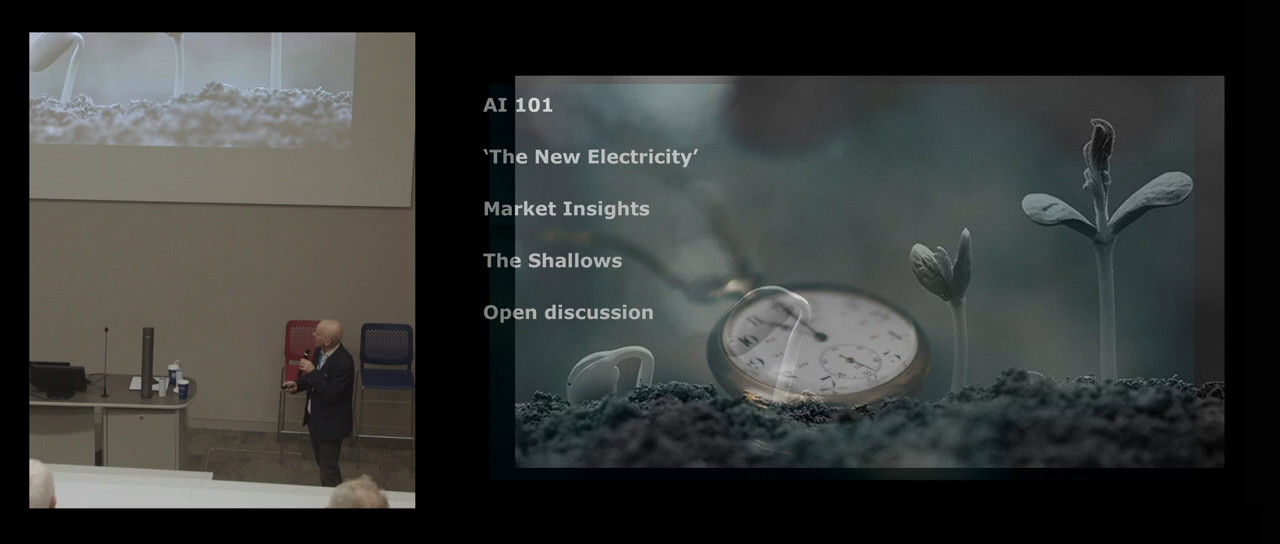 AI 101
‘The New Electricity’
Market Insights
The Shallows
Open discussion